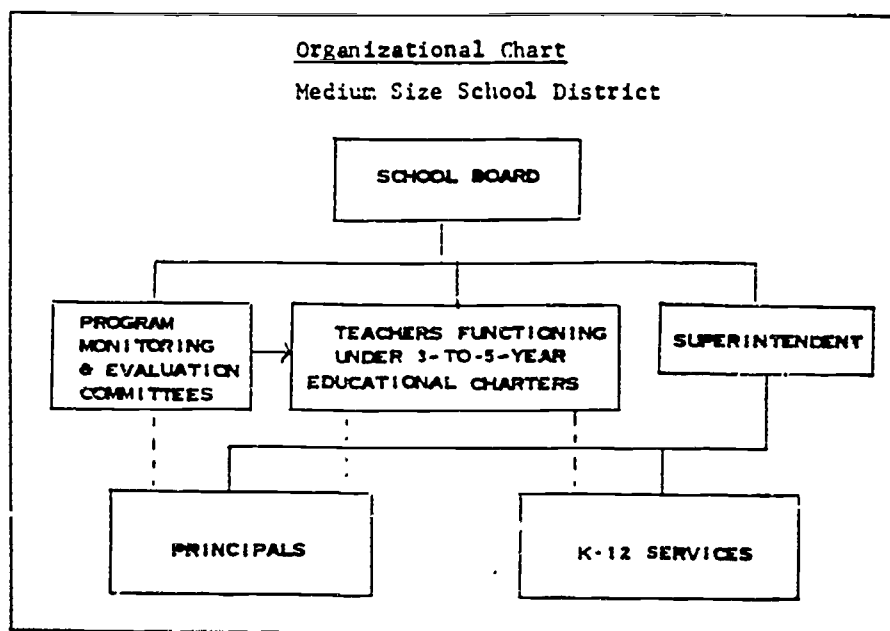 Organizational Chart
Medium Size School District
SCHOOL BOARD
PROGRAM
MONITORING
& EVALUATION
COMMITTEES
TEACHERS FUNCTIONING
UNDER 3-TO-5-YEAR
EDUCATIONAL CHARTERS
SUPERINTENDENT
PRINCIPALS
K-12 SERVICES